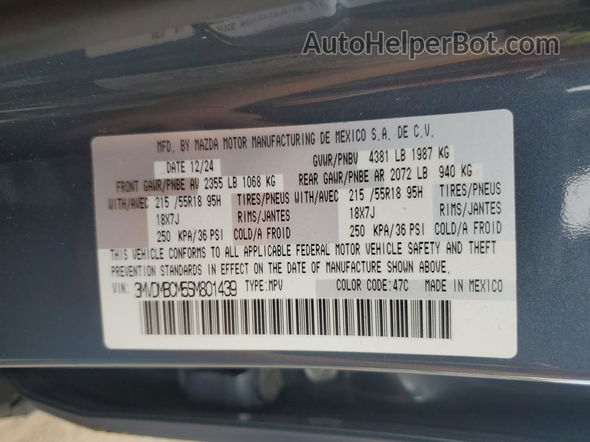 AutoHelperBot.com
MFD. BY MAZDA MOTOR MANUFACTURING DE MEXICO S.A. DE C.V.
DATE 12/24 GVWR/PNBV 4381 LB 1987 KG
FRONT GAWR/PNBE AV 2355 LB 1068 KG REAR GAWR/PNBE AR 2072 LB 940 KG
WITH/AVEC 215 /55R18 95H TIRES/PNEUS WITH/AVEC 215 /55R18 95H TIRES/PNEUS
18X7J RIMS/JANTES 18X7J RIMS/JANTES
250 KPA/36 PSI COLD/A FROID 250 KPA/36 PSI COLD/A FROID
THIS VEHICLE CONFORMS TO ALL APPLICABLE FEDERAL MOTOR VEHICLE SAFETY AND THEFT
PREVENTION STANDARDS IN EFFECT ON THE DATE OF MANUFACTURE SHOWN ABOVE.
VIN: 3MVDMBCM5SM801439 TYPE:MPV COLOR CODE:47C MADE IN MEXICO